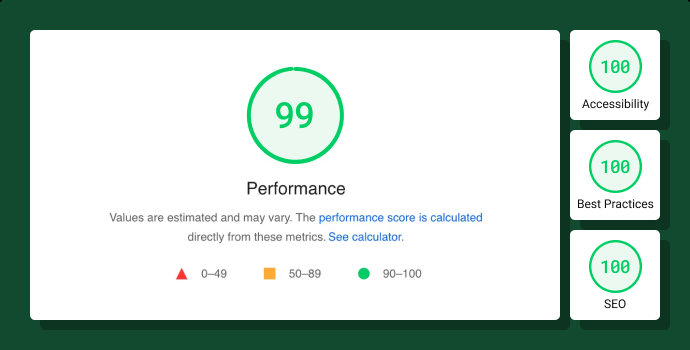 99
Performance
Values are estimated and may vary. The performance score is calculated
directly from these metrics. See calculator.
0–49
50–89
90–100
100
Accessibility
100
Best Practices
100
SEO